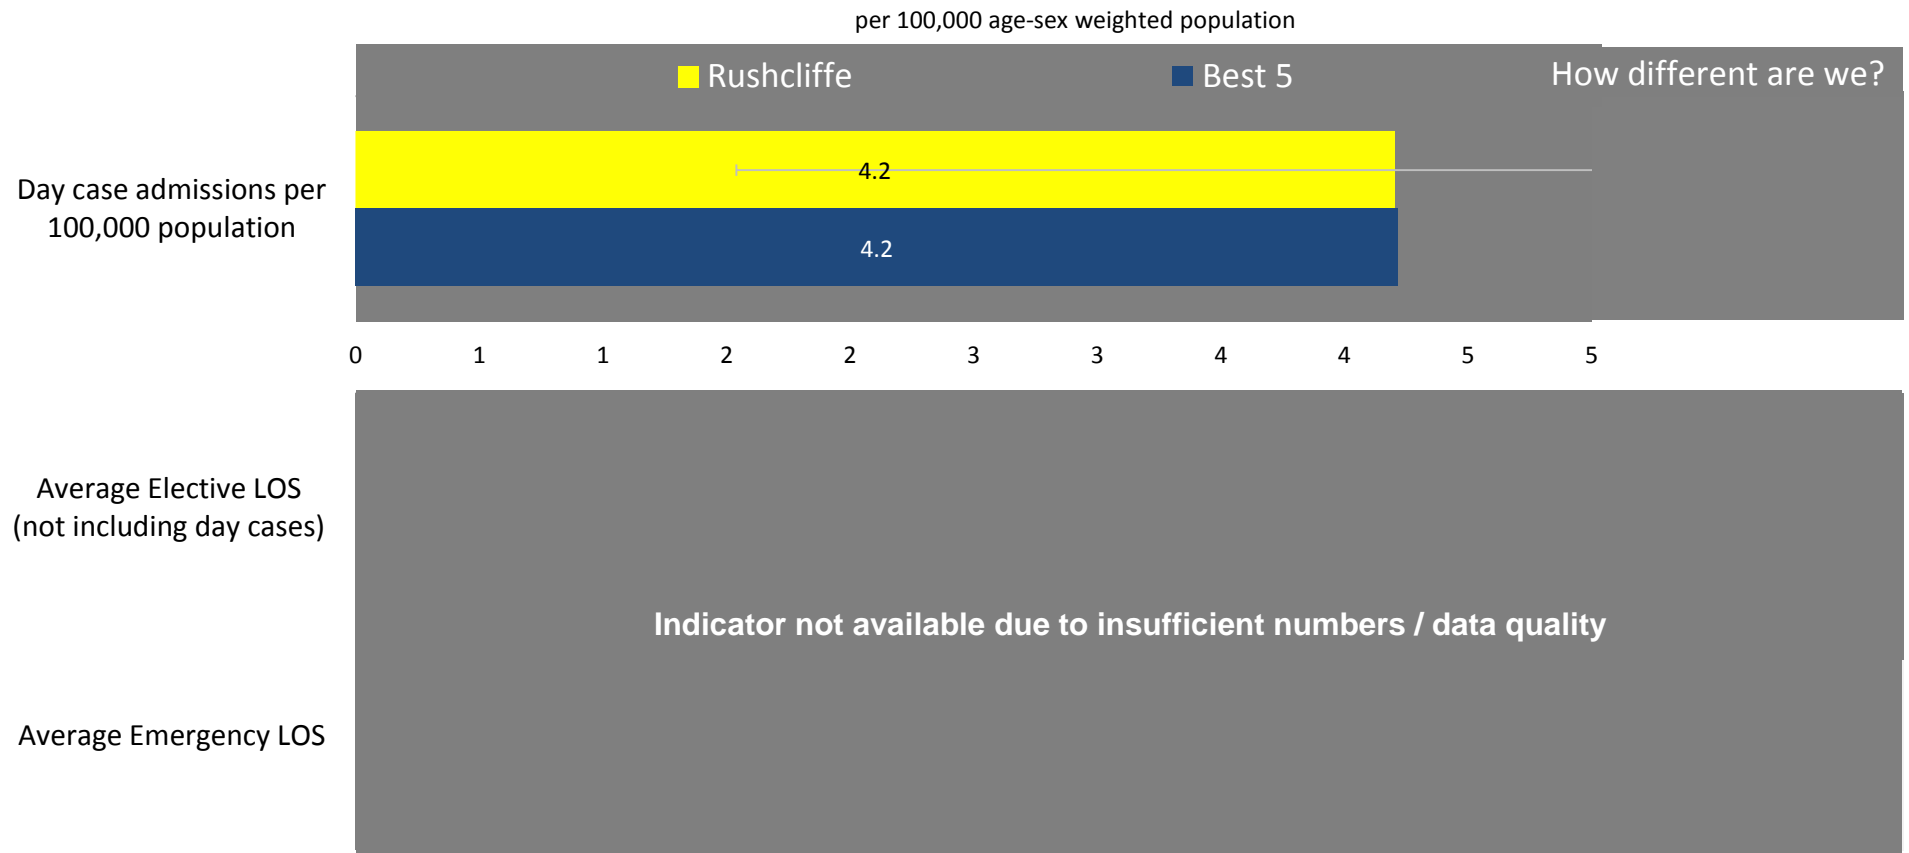 per 100,000 age-sex weighted population
Rushcliffe
Best 5
How different are we?
Day case admissions per
100,000 population
4.2
4.2
0 1 1 2 2 3 3 4 4 5 5
Average Elective LOS
(not including day cases)
Indicator not available due to insufficient numbers / data quality
Average Emergency LOS